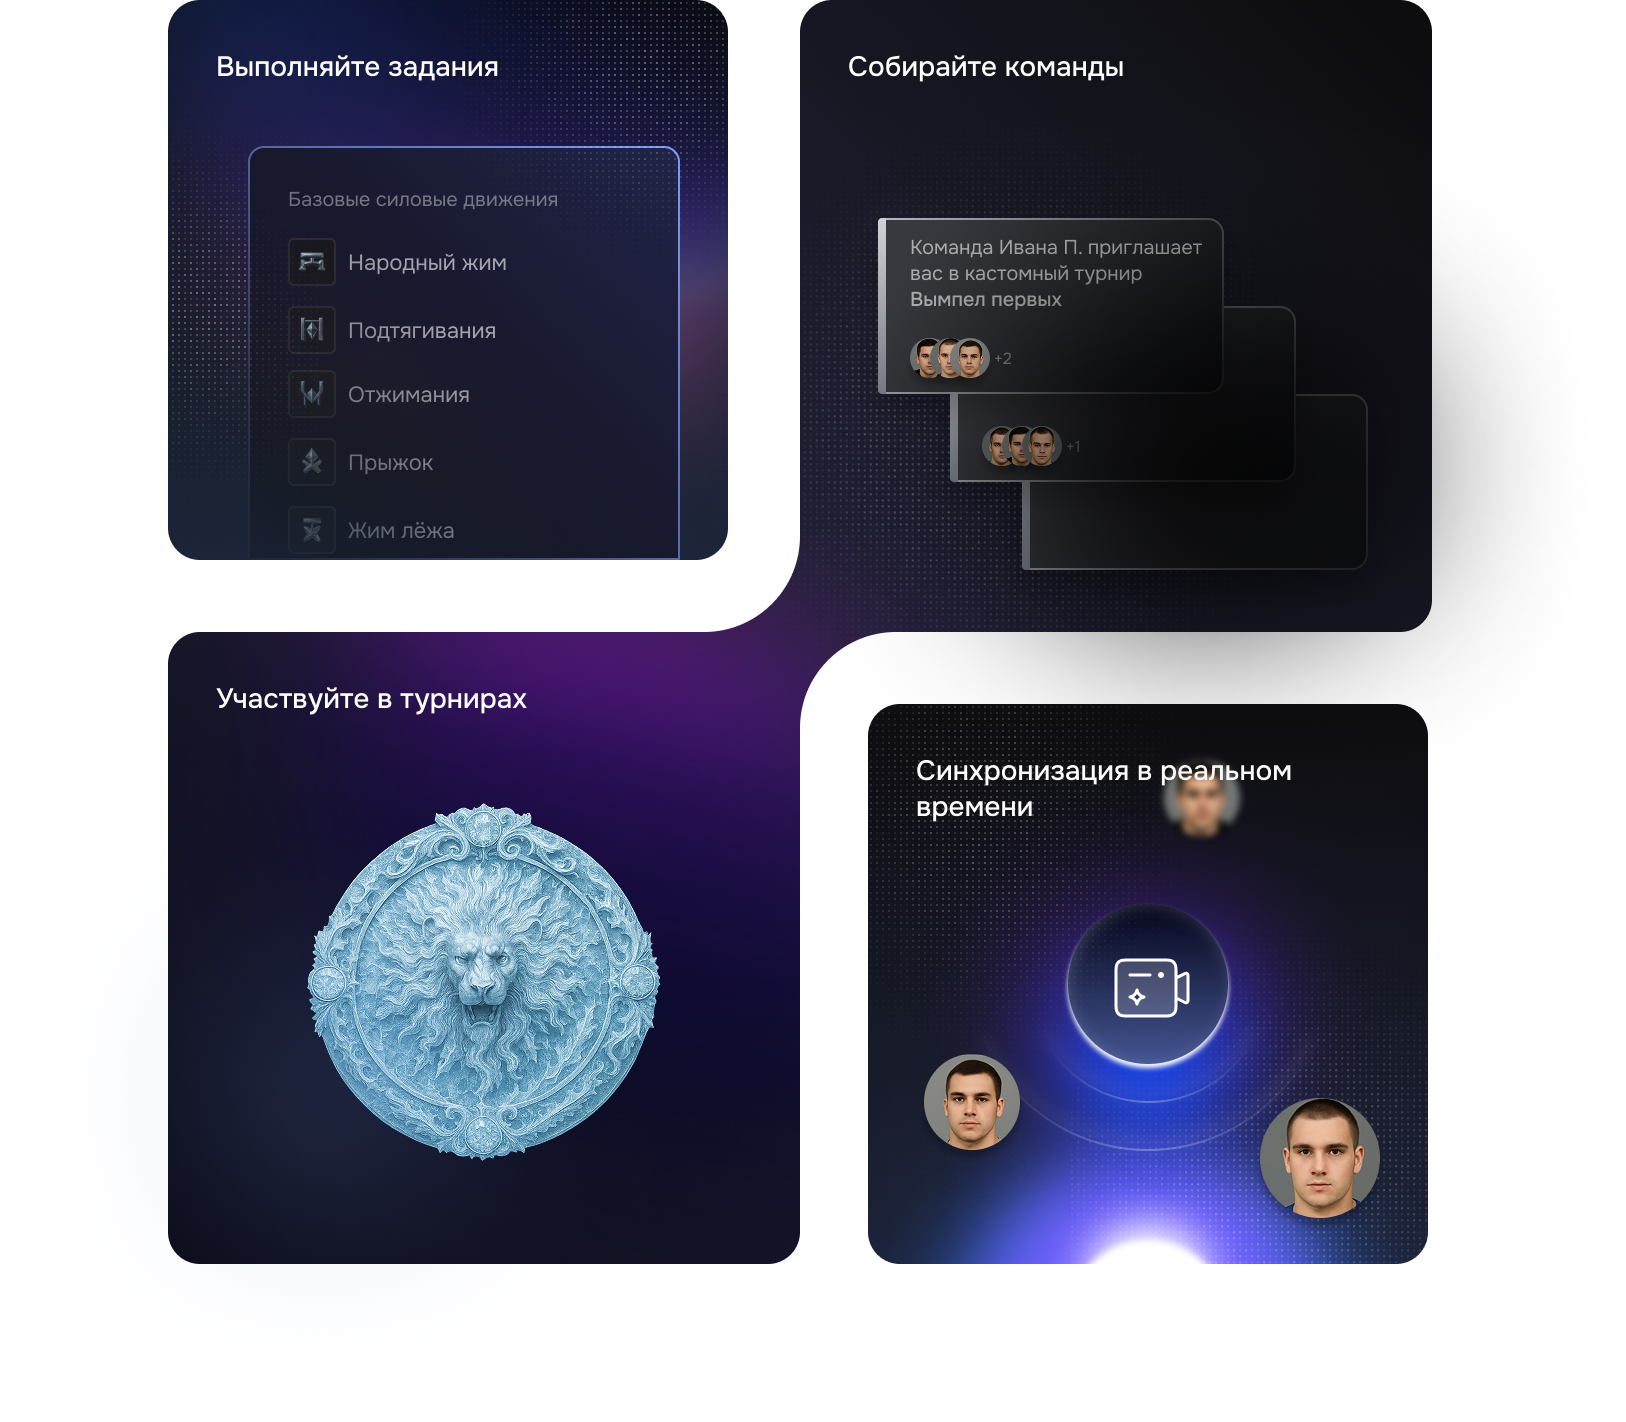 Выполняйте задания
Базовые силовые движения
Народный жим
Подтягивания
Отжимания
Прыжок
Жим лёжа
Собирайте команды
Команда Ивана П. приглашает
вас в кастомный турнир
Вымпел первых
+2
+1
Участвуйте в турнирах
Синхронизация в реальном
времени